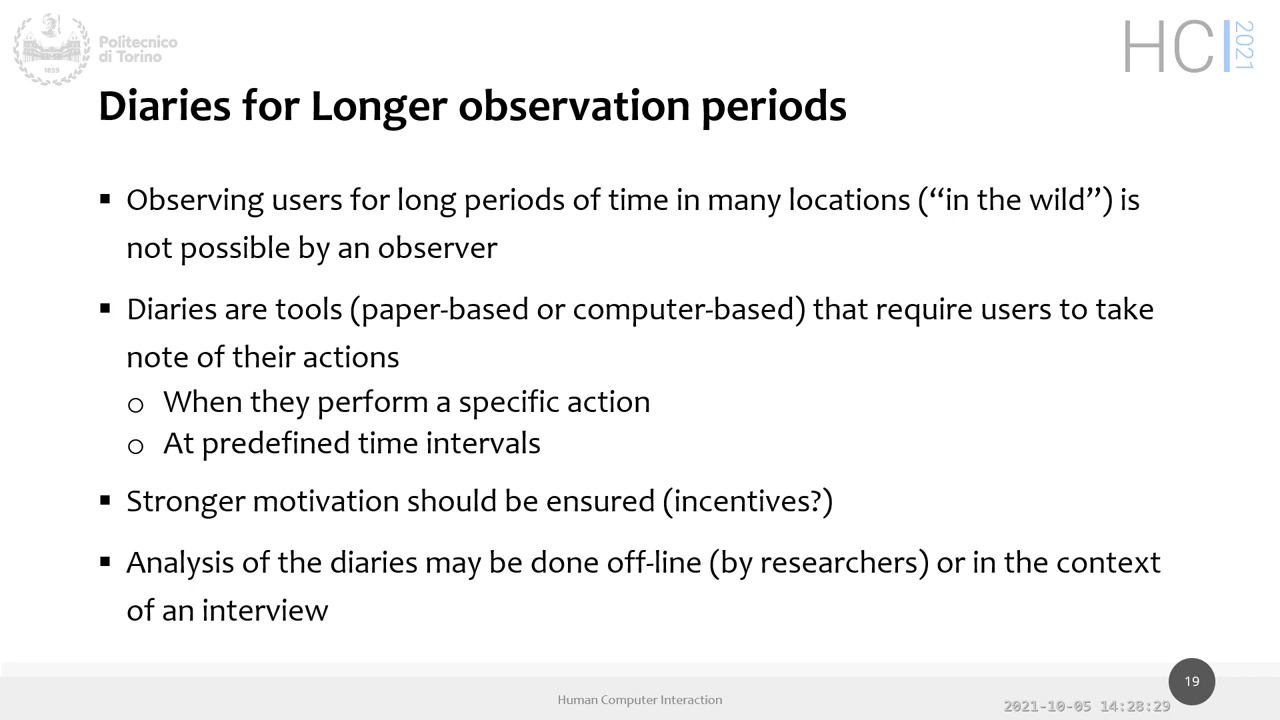 Politecnico
di Torino
1859
HCI 2021
Diaries for Longer observation periods
▪ Observing users for long periods of time in many locations (“in the wild”) is
not possible by an observer
▪ Diaries are tools (paper-based or computer-based) that require users to take
note of their actions
o When they perform a specific action
o At predefined time intervals
▪ Stronger motivation should be ensured (incentives?)
▪ Analysis of the diaries may be done off-line (by researchers) or in the context
of an interview
19
Human Computer Interaction
2021-10-05 14:28:29